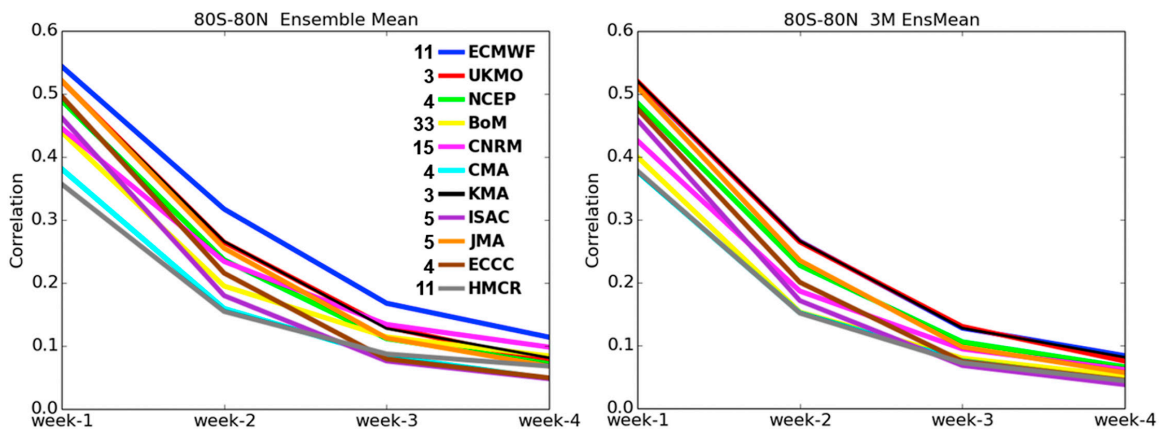 80S-80N Ensemble Mean
0.6
0.5
0.4
0.3
0.2
0.1
0.0
Correlation
week-1 week-2 week-3 week-4
11 ECMWF
3 UKMO
4 NCEP
33 BoM
15 CNRM
4 CMA
3 KMA
5 ISAC
5 JMA
4 ECCC
11 HMCR
80S-80N 3M EnsMean
0.6
0.5
0.4
0.3
0.2
0.1
0.0
Correlation
week-1 week-2 week-3 week-4